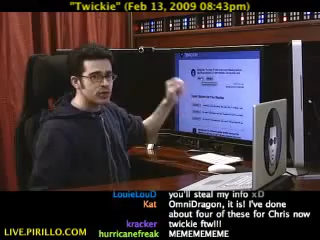 "Twickie" (Feb 13, 2009 08:43pm)
LouieLouD you'll steal my info xD
Kat OmniDragon, it is! I've done
about four of these for Chris now
kracker twickie ftw!!!
hurricanefreak MEMEMEMEME
LIVE.PIRILLO.COM